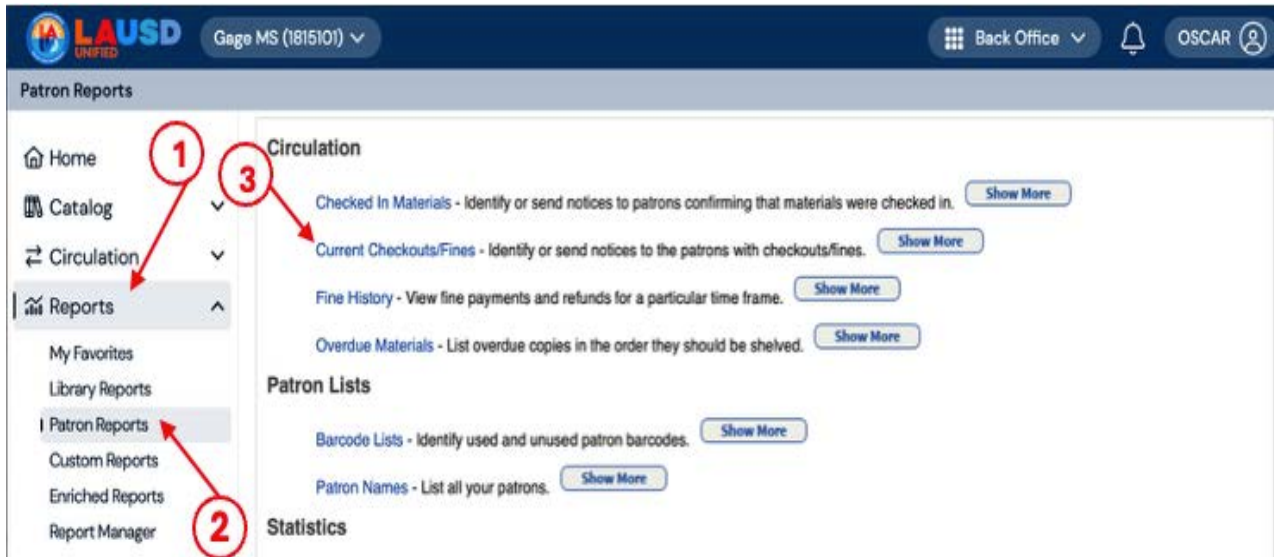 LAUSD
UNIFIED
Gage MS (1815101)
Back Office
OSCAR
Patron Reports
Home
Catalog
Circulation
Reports
My Favorites
Library Reports
Patron Reports
Custom Reports
Enriched Reports
Report Manager
1
2
3
Circulation
Checked In Materials - Identify or send notices to patrons confirming that materials were checked in. Show More
Current Checkouts/Fines - Identify or send notices to the patrons with checkouts/fines. Show More
Fine History - View fine payments and refunds for a particular time frame. Show More
Overdue Materials - List overdue copies in the order they should be shelved. Show More
Patron Lists
Barcode Lists - Identify used and unused patron barcodes. Show More
Patron Names - List all your patrons. Show More
Statistics